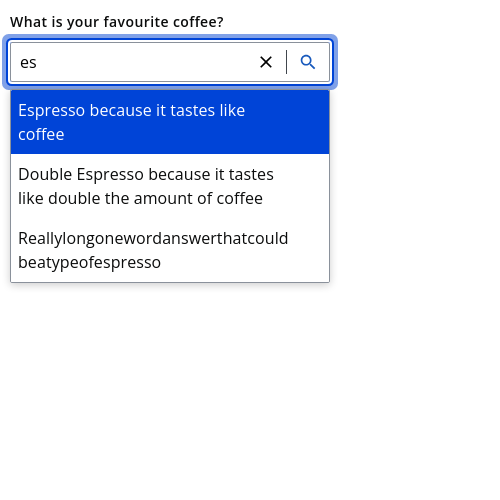 What is your favourite coffee?
es
Espresso because it tastes like
coffee
Double Espresso because it tastes
like double the amount of coffee
Reallylongonewordanswerthatcould
beatypeofespresso